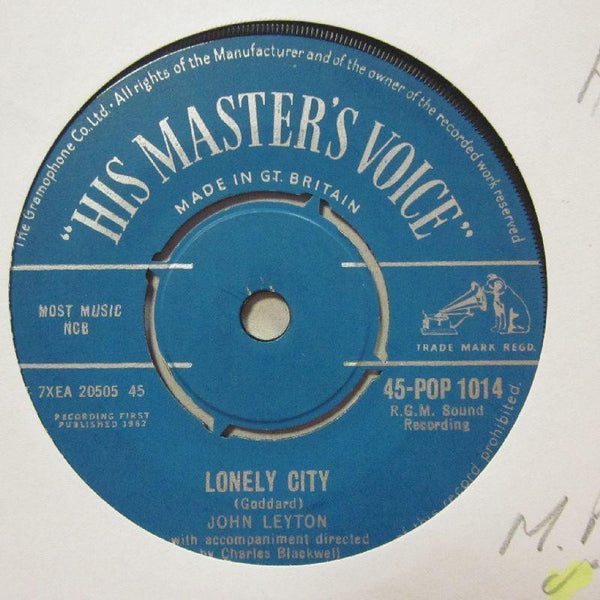 The Gramophone Co. Ltd. · All rights of the Manufacturer and of the owner of the recorded work reserved
"HIS MASTER'S VOICE"
MADE IN GT. BRITAIN
MOST MUSIC
NCB
TRADE MARK REGD.
7XEA 20505 45
45-POP 1014
RECORDING FIRST
PUBLISHED 1962
R.G.M. Sound
Recording
LONELY CITY
(Goddard)
JOHN LEYTON
with accompaniment directed
by Charles Blackwell
of this record prohibited.
M.